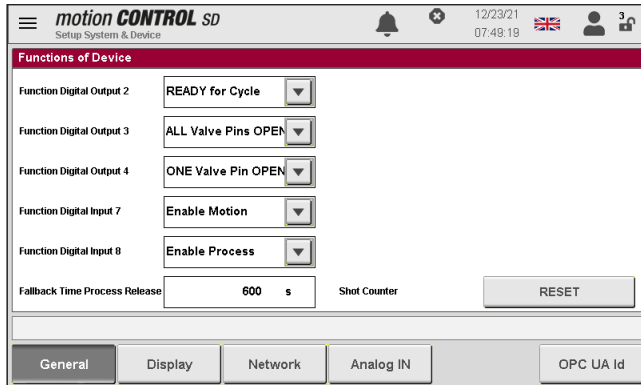 motion CONTROL SD
Setup System & Device
12/23/21
07:49:19
3
Functions of Device
Function Digital Output 2
READY for Cycle
Function Digital Output 3
ALL Valve Pins OPEN
Function Digital Output 4
ONE Valve Pin OPEN
Function Digital Input 7
Enable Motion
Function Digital Input 8
Enable Process
Fallback Time Process Release
600 s
Shot Counter
RESET
General
Display
Network
Analog IN
OPC UA Id